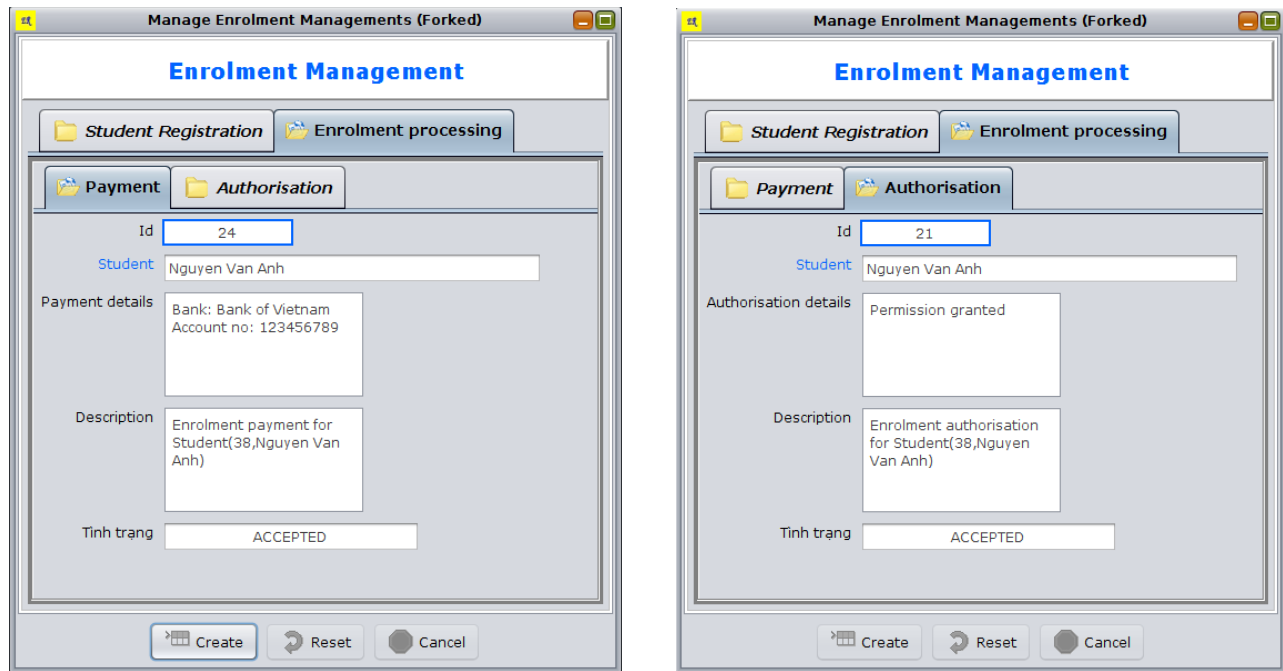 Manage Enrolment Managements (Forked)
Enrolment Management
Student Registration
Enrolment processing
Payment
Authorisation
Id
24
Student
Nguyen Van Anh
Payment details
Bank: Bank of Vietnam
Account no: 123456789
Description
Enrolment payment for
Student(38,Nguyen Van
Anh)
Tình trạng
ACCEPTED
Create
Reset
Cancel
Manage Enrolment Managements (Forked)
Enrolment Management
Student Registration
Enrolment processing
Payment
Authorisation
Id
21
Student
Nguyen Van Anh
Authorisation details
Permission granted
Description
Enrolment authorisation
for Student(38,Nguyen
Van Anh)
Tình trạng
ACCEPTED
Create
Reset
Cancel